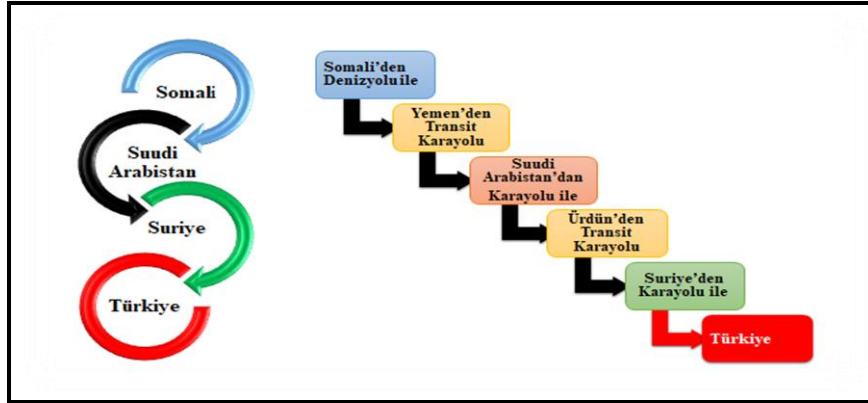 Somali
Suudi
Arabistan
Suriye
Türkiye
Somali’den
Denizyolu ile
Yemen’den
Transit
Karayolu
Suudi
Arabistan’dan
Karayolu ile
Ürdün’den
Transit
Karayolu
Suriye’den
Karayolu ile
Türkiye